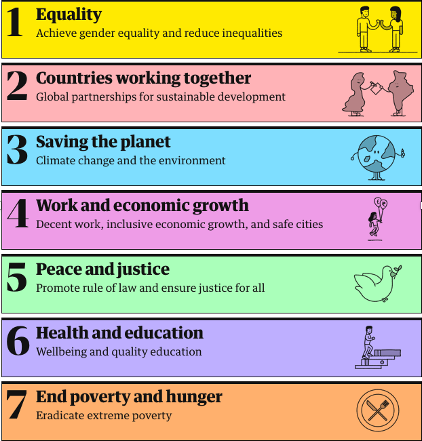 1
Equality
Achieve gender equality and reduce inequalities
2
Countries working together
Global partnerships for sustainable development
3
Saving the planet
Climate change and the environment
4
Work and economic growth
Decent work, inclusive economic growth, and safe cities
5
Peace and justice
Promote rule of law and ensure justice for all
6
Health and education
Wellbeing and quality education
7
End poverty and hunger
Eradicate extreme poverty